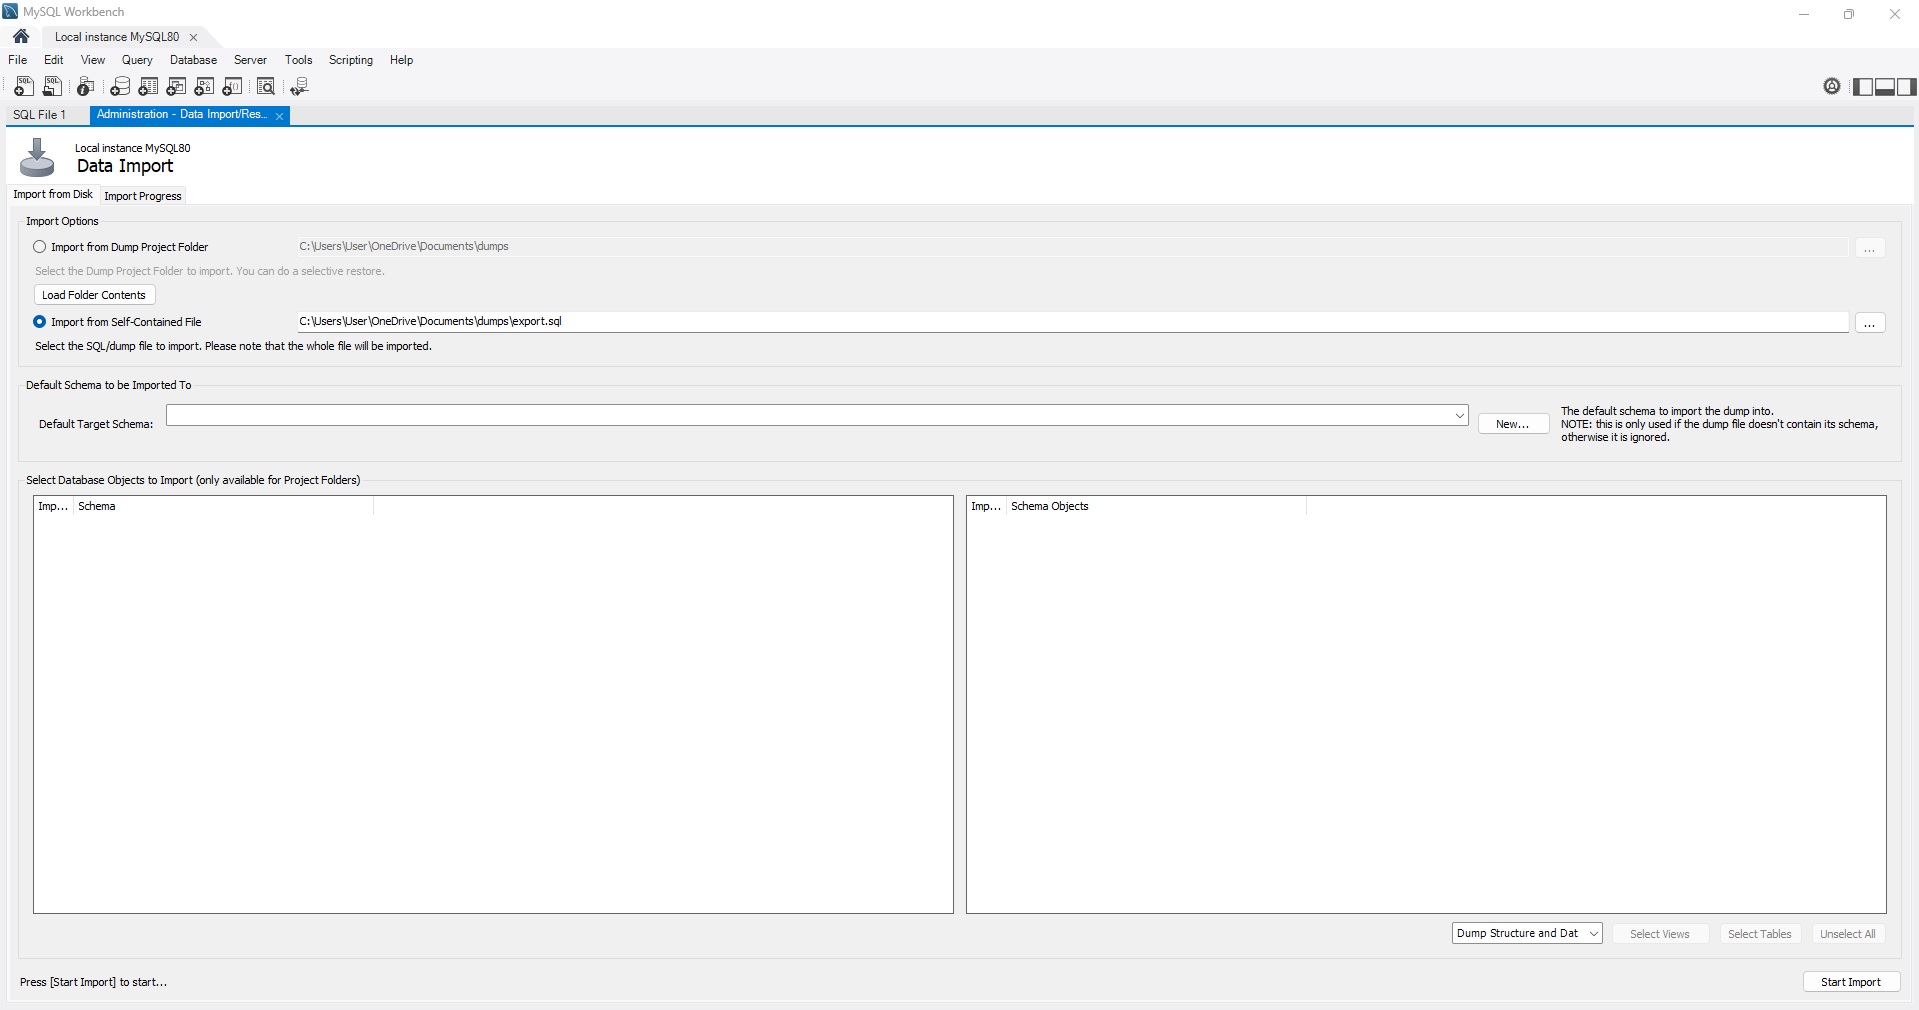 MySQL Workbench
Local instance MySQL80
File Edit View Query Database Server Tools Scripting Help
SQL File 1 Administration - Data Import/Res...
Local instance MySQL80
Data Import
Import from Disk Import Progress
Import Options
Import from Dump Project Folder C:\Users\User\OneDrive\Documents\dumps ...
Select the Dump Project Folder to import. You can do a selective restore.
Load Folder Contents
Import from Self-Contained File C:\Users\User\OneDrive\Documents\dumps\export.sql ...
Select the SQL/dump file to import. Please note that the whole file will be imported.
Default Schema to be Imported To
Default Target Schema: New...
The default schema to import the dump into.
NOTE: this is only used if the dump file doesn't contain its schema,
otherwise it is ignored.
Select Database Objects to Import (only available for Project Folders)
Imp... Schema Imp... Schema Objects
Dump Structure and Dat Select Views Select Tables Unselect All
Press [Start Import] to start... Start Import